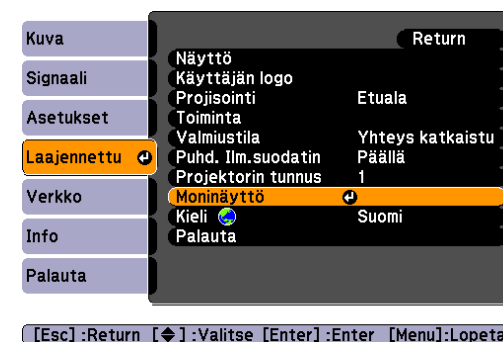 Kuva
Signaali
Asetukset
Laajennettu
Verkko
Info
Palauta
Return
Näyttö
Käyttäjän logo
Projisointi Etuala
Toiminta
Valmiustila Yhteys katkaistu
Puhd. Ilm.suodatin Päällä
Projektorin tunnus 1
Moninäyttö
Kieli Suomi
Palauta
[Esc] :Return [◆] :Valitse [Enter] :Enter [Menu]:Lopeta